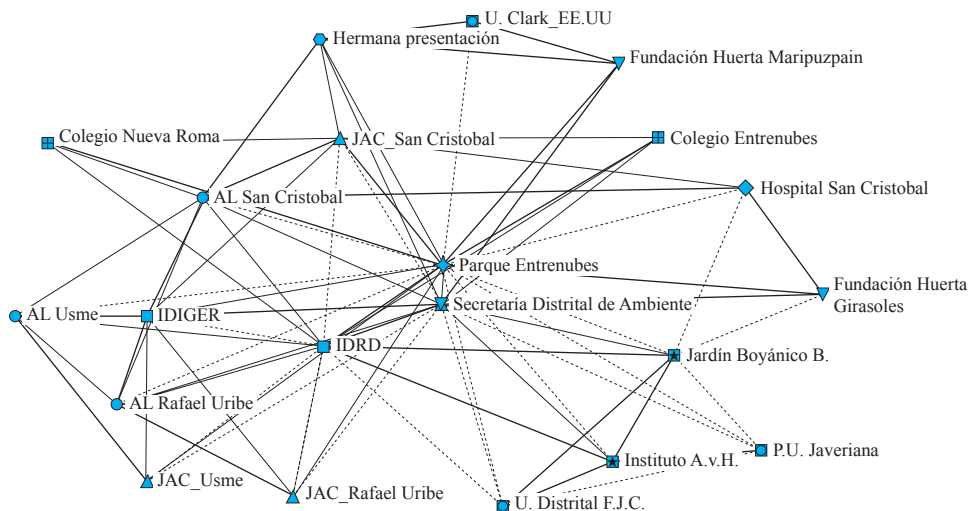 U. Clark_EE.UU
Hermana presentación
Fundación Huerta Maripuzpain
Colegio Nueva Roma
JAC_San Cristobal
Colegio Entrenubes
AL San Cristobal
Hospital San Cristobal
Parque Entrenubes
Secretaría Distrital de Ambiente
Fundación Huerta
Girasoles
AL Usme
IDIGER
IDRD
Jardín Boyánico B.
AL Rafael Uribe
Instituto A.v.H.
P.U. Javeriana
JAC_Usme
JAC_Rafael Uribe
U. Distrital F.J.C.